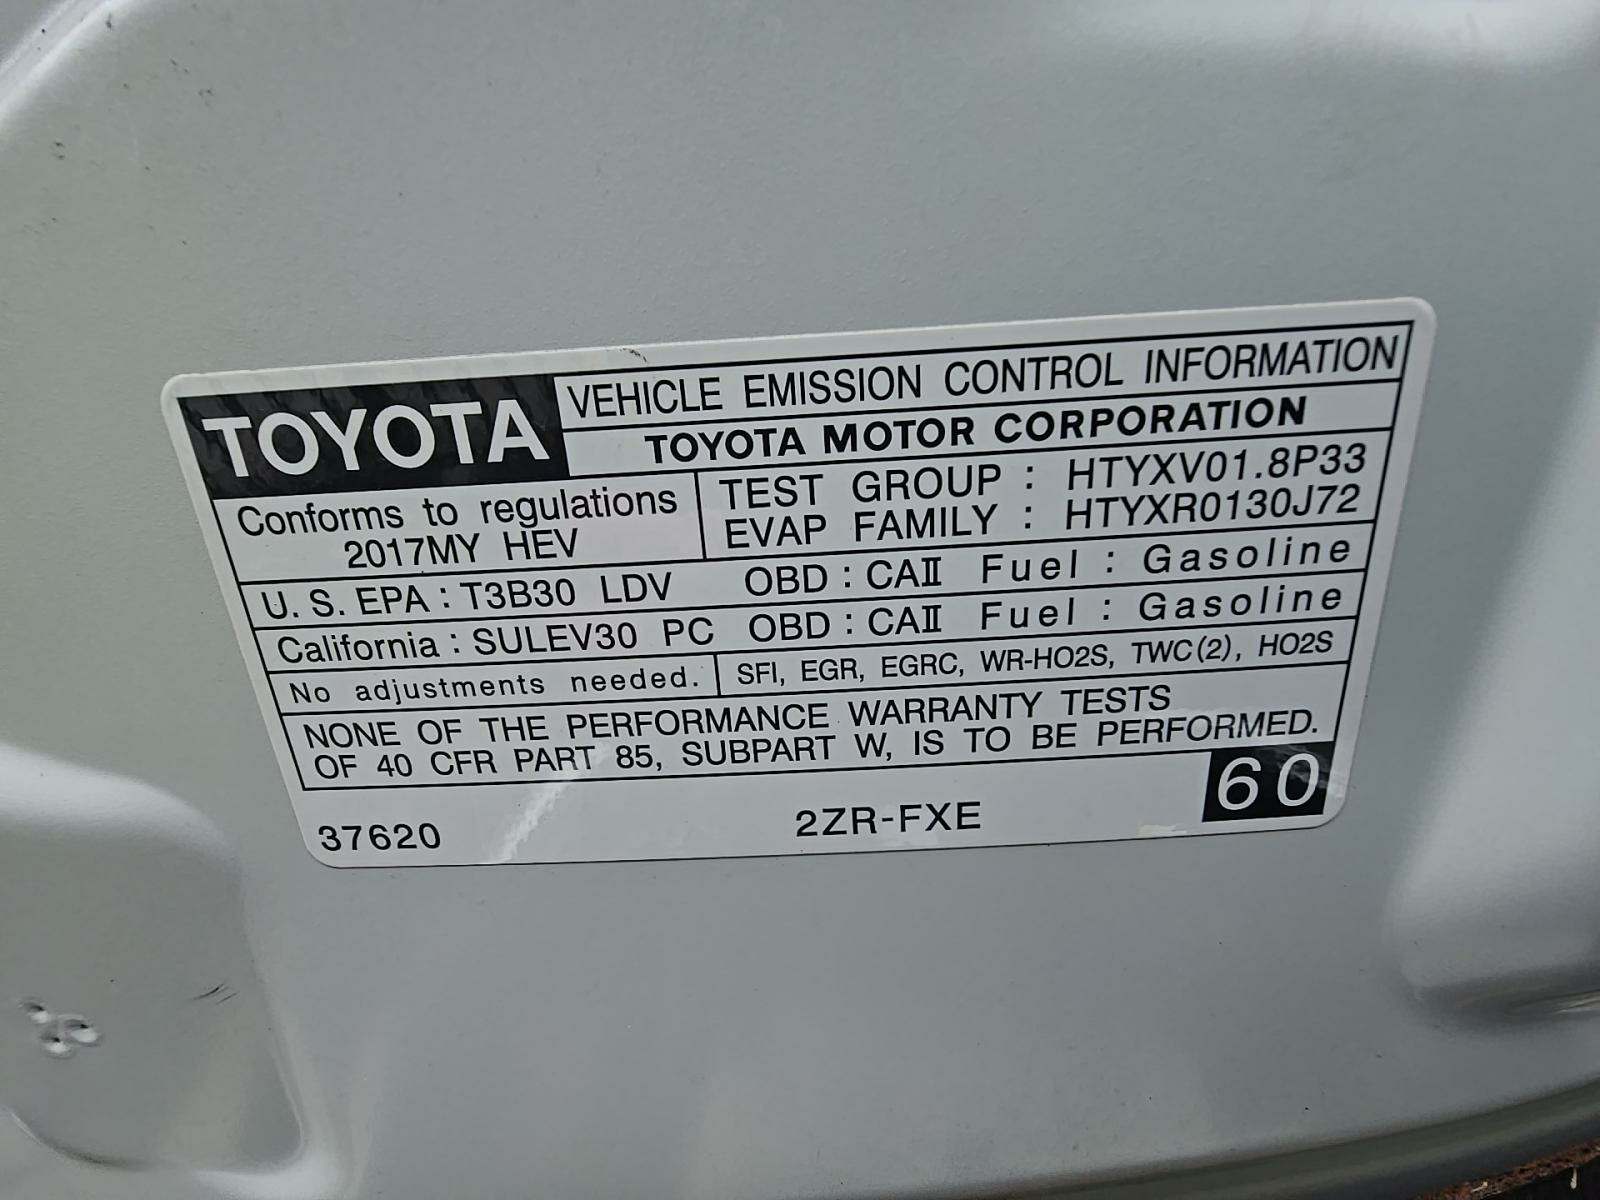 TOYOTA
VEHICLE EMISSION CONTROL INFORMATION
TOYOTA MOTOR CORPORATION
Conforms to regulations
2017MY HEV
TEST GROUP : HTYXV01.8P33
EVAP FAMILY : HTYXR0130J72
U. S. EPA : T3B30 LDV OBD : CAⅡ Fuel : Gasoline
California : SULEV30 PC OBD : CAⅡ Fuel : Gasoline
No adjustments needed. SFI, EGR, EGRC, WR-HO2S, TWC(2), HO2S
NONE OF THE PERFORMANCE WARRANTY TESTS
OF 40 CFR PART 85, SUBPART W, IS TO BE PERFORMED.
37620 2ZR-FXE 60